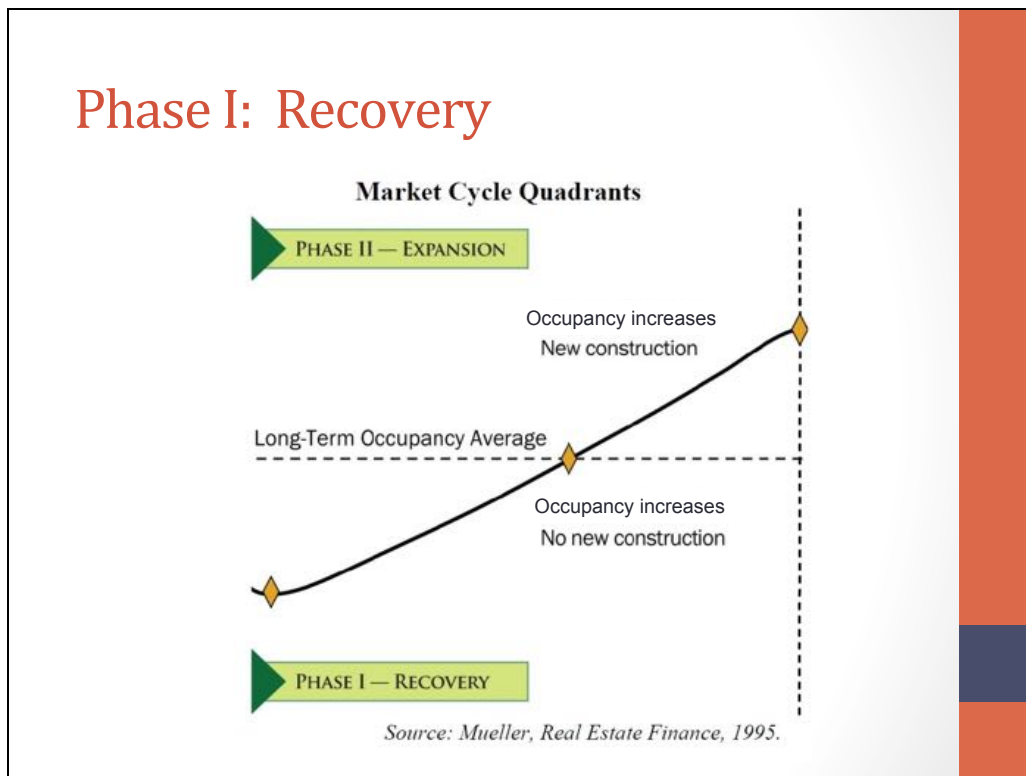 Phase I: Recovery
Market Cycle Quadrants
PHASE II — EXPANSION
Occupancy increases
New construction
Long-Term Occupancy Average
Occupancy increases
No new construction
PHASE I — RECOVERY
Source: Mueller, Real Estate Finance, 1995.